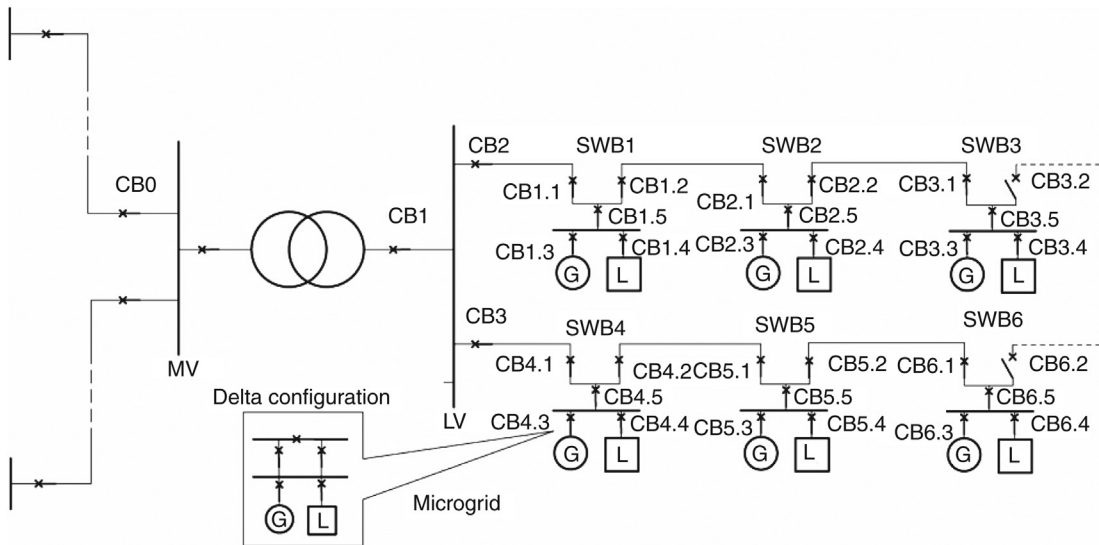 CB0
MV
CB1
LV
CB2
SWB1
SWB2
SWB3
CB1.1
CB1.2
CB2.1
CB2.2
CB3.1
CB3.2
CB1.5
CB2.5
CB3.5
CB1.3
CB1.4
CB2.3
CB2.4
CB3.3
CB3.4
G
L
G
L
G
L
CB3
SWB4
SWB5
SWB6
CB4.1
CB4.2
CB5.1
CB5.2
CB6.1
CB6.2
CB4.5
CB5.5
CB6.5
CB4.3
CB4.4
CB5.3
CB5.4
CB6.3
CB6.4
G
L
G
L
G
L
Delta configuration
G
L
Microgrid